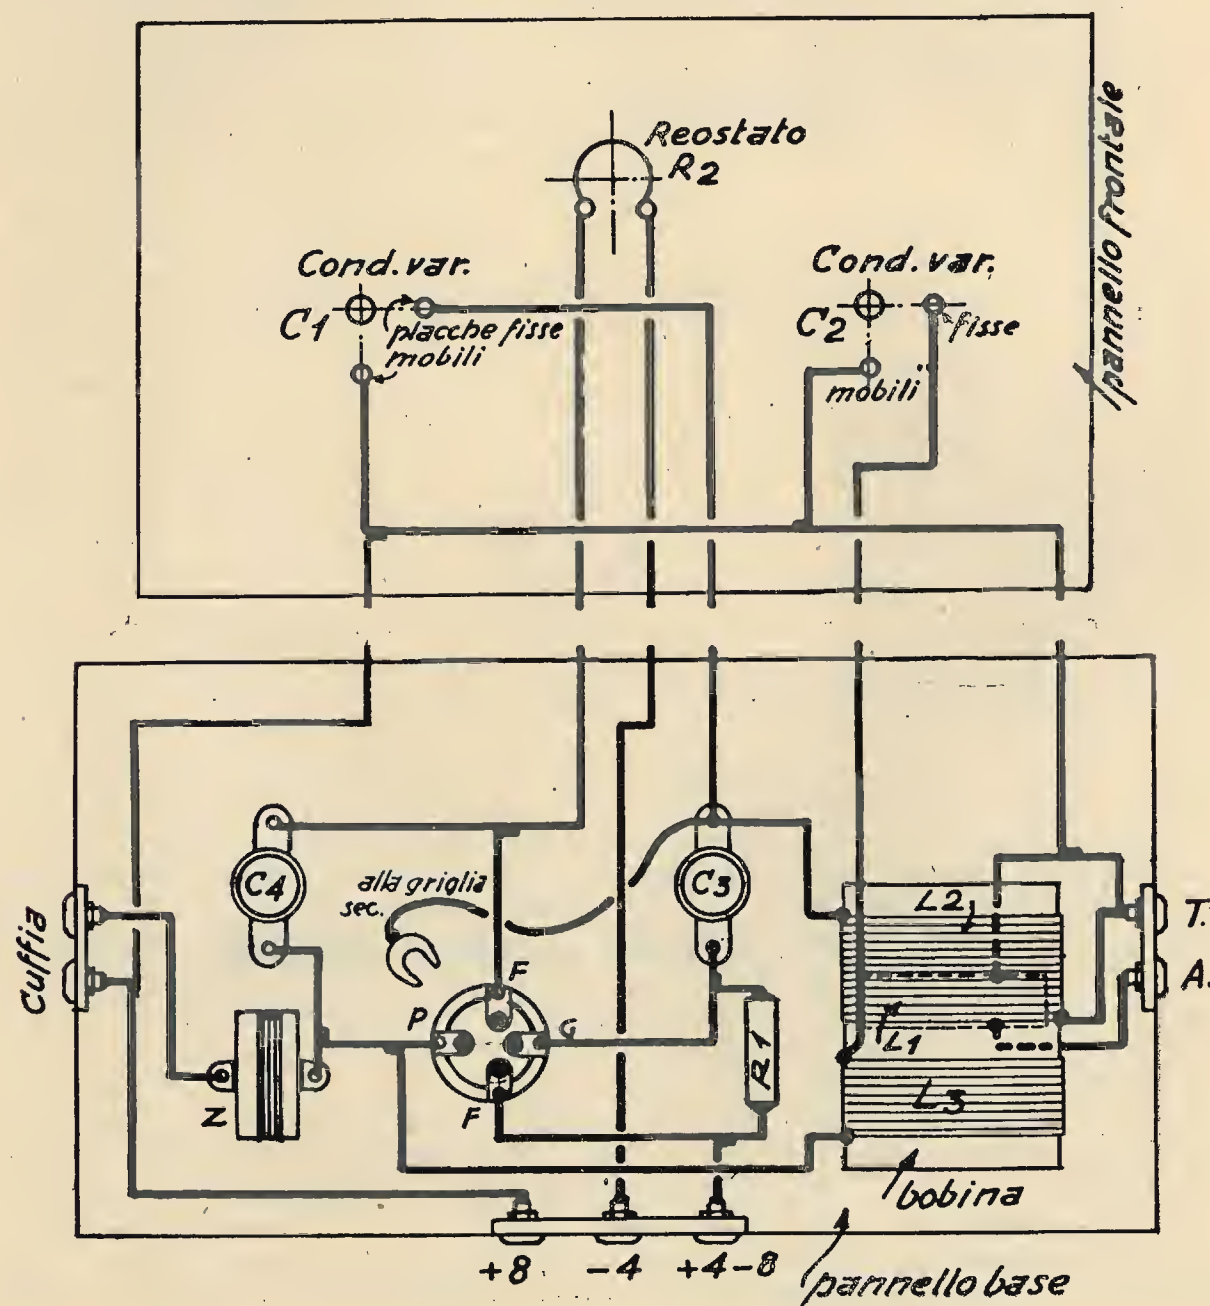 Reostato
R2
pannello frontale
Cond. var.
C1
placche fisse
mobili
Cond. var.
C2
fisse
mobili
C4
alla griglia
sec.
C3
L2
T.
Cuffia
F
A.
P
G
L1
R1
Z
F
L3
bobina
+8 -4 +4-8
pannello base